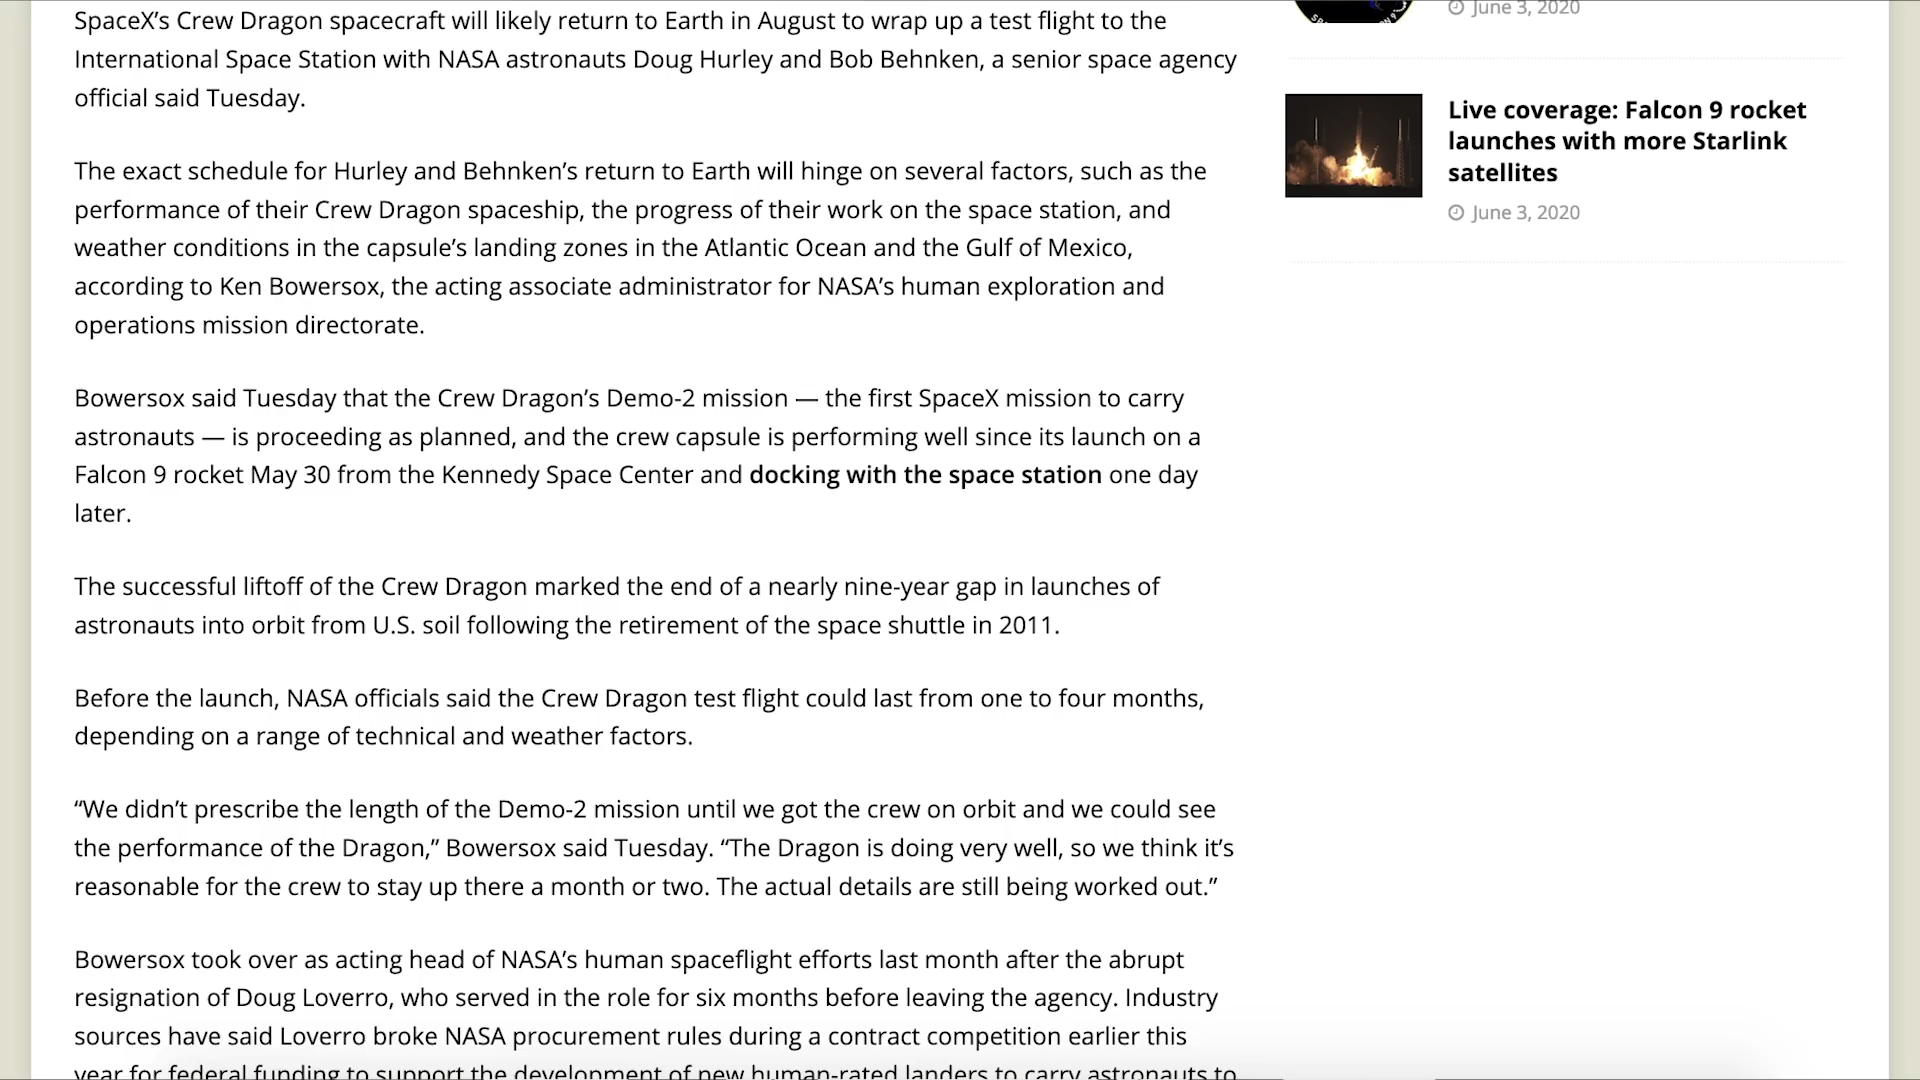 SpaceX’s Crew Dragon spacecraft will likely return to Earth in August to wrap up a test flight to the
International Space Station with NASA astronauts Doug Hurley and Bob Behnken, a senior space agency
official said Tuesday.
The exact schedule for Hurley and Behnken’s return to Earth will hinge on several factors, such as the
performance of their Crew Dragon spaceship, the progress of their work on the space station, and
weather conditions in the capsule’s landing zones in the Atlantic Ocean and the Gulf of Mexico,
according to Ken Bowersox, the acting associate administrator for NASA’s human exploration and
operations mission directorate.
Bowersox said Tuesday that the Crew Dragon’s Demo-2 mission — the first SpaceX mission to carry
astronauts — is proceeding as planned, and the crew capsule is performing well since its launch on a
Falcon 9 rocket May 30 from the Kennedy Space Center and docking with the space station one day
later.
The successful liftoff of the Crew Dragon marked the end of a nearly nine-year gap in launches of
astronauts into orbit from U.S. soil following the retirement of the space shuttle in 2011.
Before the launch, NASA officials said the Crew Dragon test flight could last from one to four months,
depending on a range of technical and weather factors.
“We didn’t prescribe the length of the Demo-2 mission until we got the crew on orbit and we could see
the performance of the Dragon,” Bowersox said Tuesday. “The Dragon is doing very well, so we think it’s
reasonable for the crew to stay up there a month or two. The actual details are still being worked out.”
Bowersox took over as acting head of NASA’s human spaceflight efforts last month after the abrupt
resignation of Doug Loverro, who served in the role for six months before leaving the agency. Industry
sources have said Loverro broke NASA procurement rules during a contract competition earlier this
year for federal funding to support the development of new human-rated landers to carry astronauts to
June 3, 2020
Live coverage: Falcon 9 rocket
launches with more Starlink
satellites
June 3, 2020